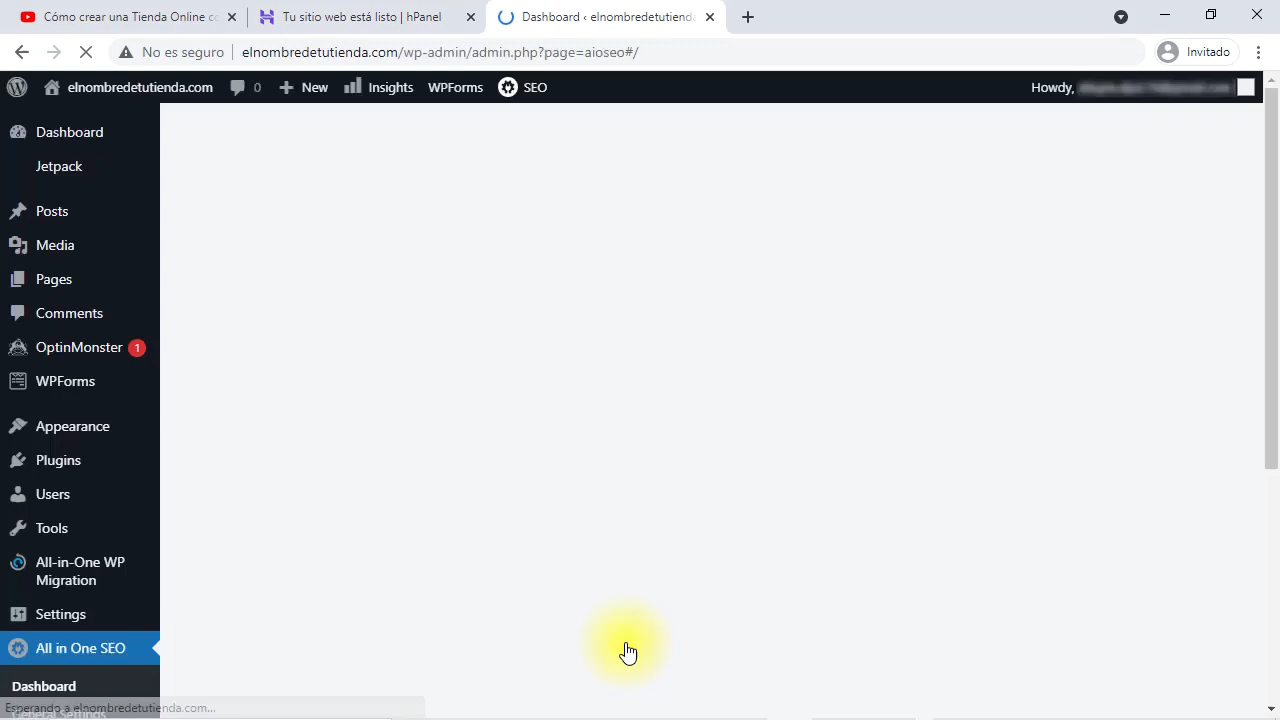 Cómo crear una Tienda Online co
Tu sitio web está listo | hPanel
Dashboard ‹ elnombredetutienda
No es seguro
elnombredetutienda.com/wp-admin/admin.php?page=aioseo#/
Invitado
elnombredetutienda.com
0
New
Insights
WPForms
SEO
Howdy,
Dashboard
Jetpack
Posts
Media
Pages
Comments
OptinMonster 1
WPForms
Appearance
Plugins
Users
Tools
All-in-One WP
Migration
Settings
All in One SEO
Dashboard
Esperando a elnombredetutienda.com...
General Settings